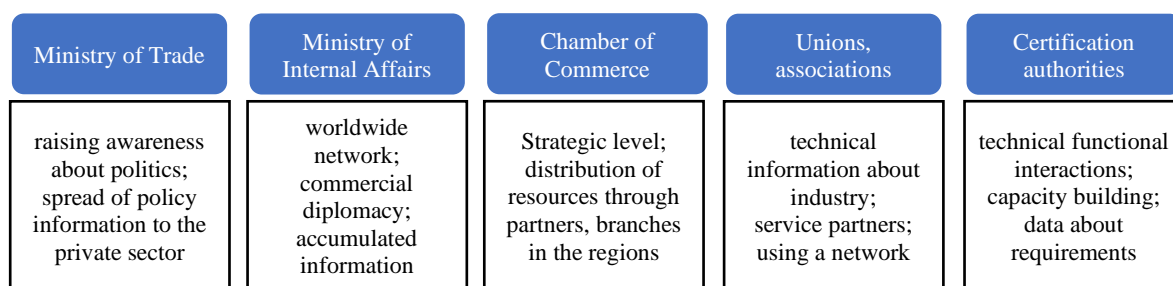 Ministry of Trade
raising awareness
about politics;
spread of policy
information to the
private sector
Ministry of
Internal Affairs
worldwide
network;
commercial
diplomacy;
accumulated
information
Chamber of
Commerce
Strategic level;
distribution of
resources through
partners, branches
in the regions
Unions,
associations
technical
information about
industry;
service partners;
using a network
Certification
authorities
technical functional
interactions;
capacity building;
data about
requirements